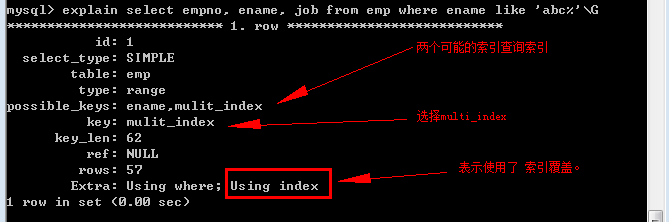 mysql> explain select empno, ename, job from emp where ename like 'abc%'\G
*************************** 1. row ***************************
id: 1
select_type: SIMPLE
table: emp
type: range
possible_keys: ename,mulit_index
key: mulit_index
key_len: 62
ref: NULL
rows: 57
Extra: Using where; Using index
1 row in set (0.00 sec)
两个可能的索引查询索引
选择multi_index
表示使用了 索引覆盖。